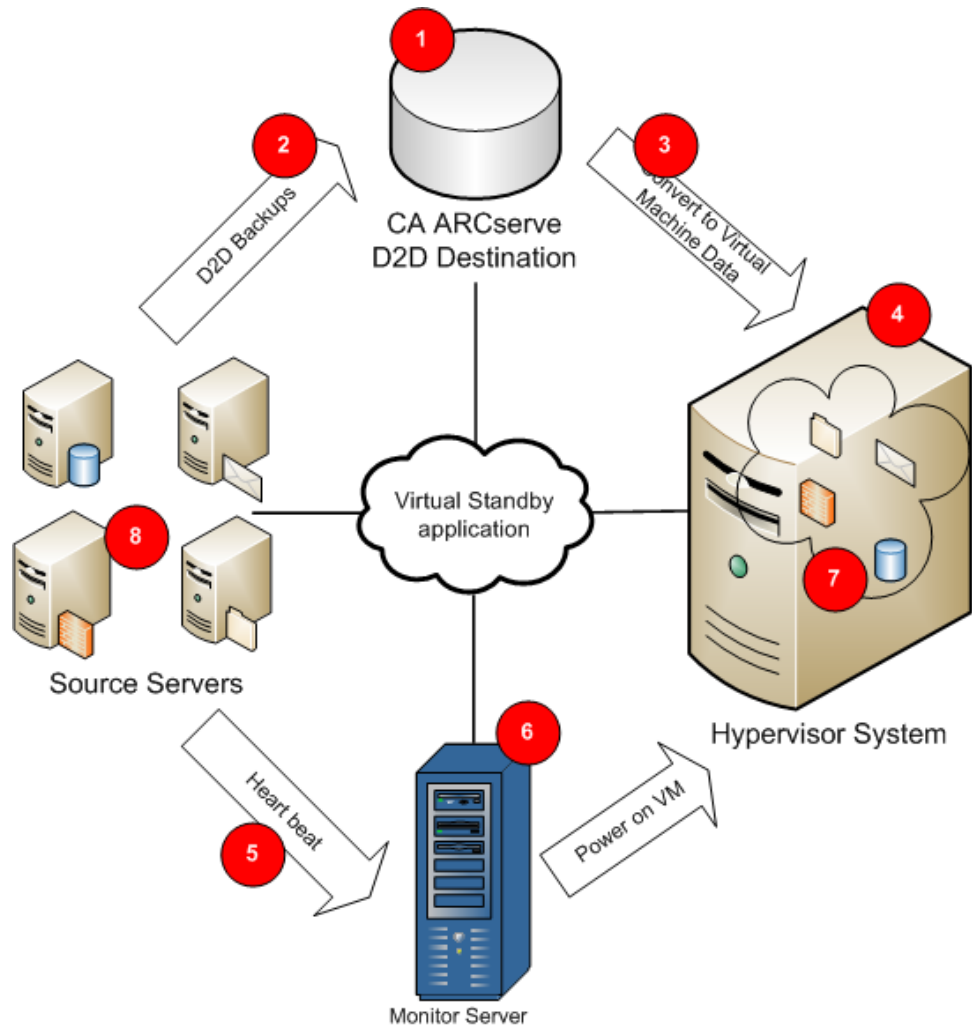 1
2
3
D2D Backups
CA ARCserve
D2D Destination
Convert to Virtual
Machine Data
4
Virtual Standby
application
8
7
Source Servers
Hypervisor System
6
Heart beat
5
Power on VM
Monitor Server